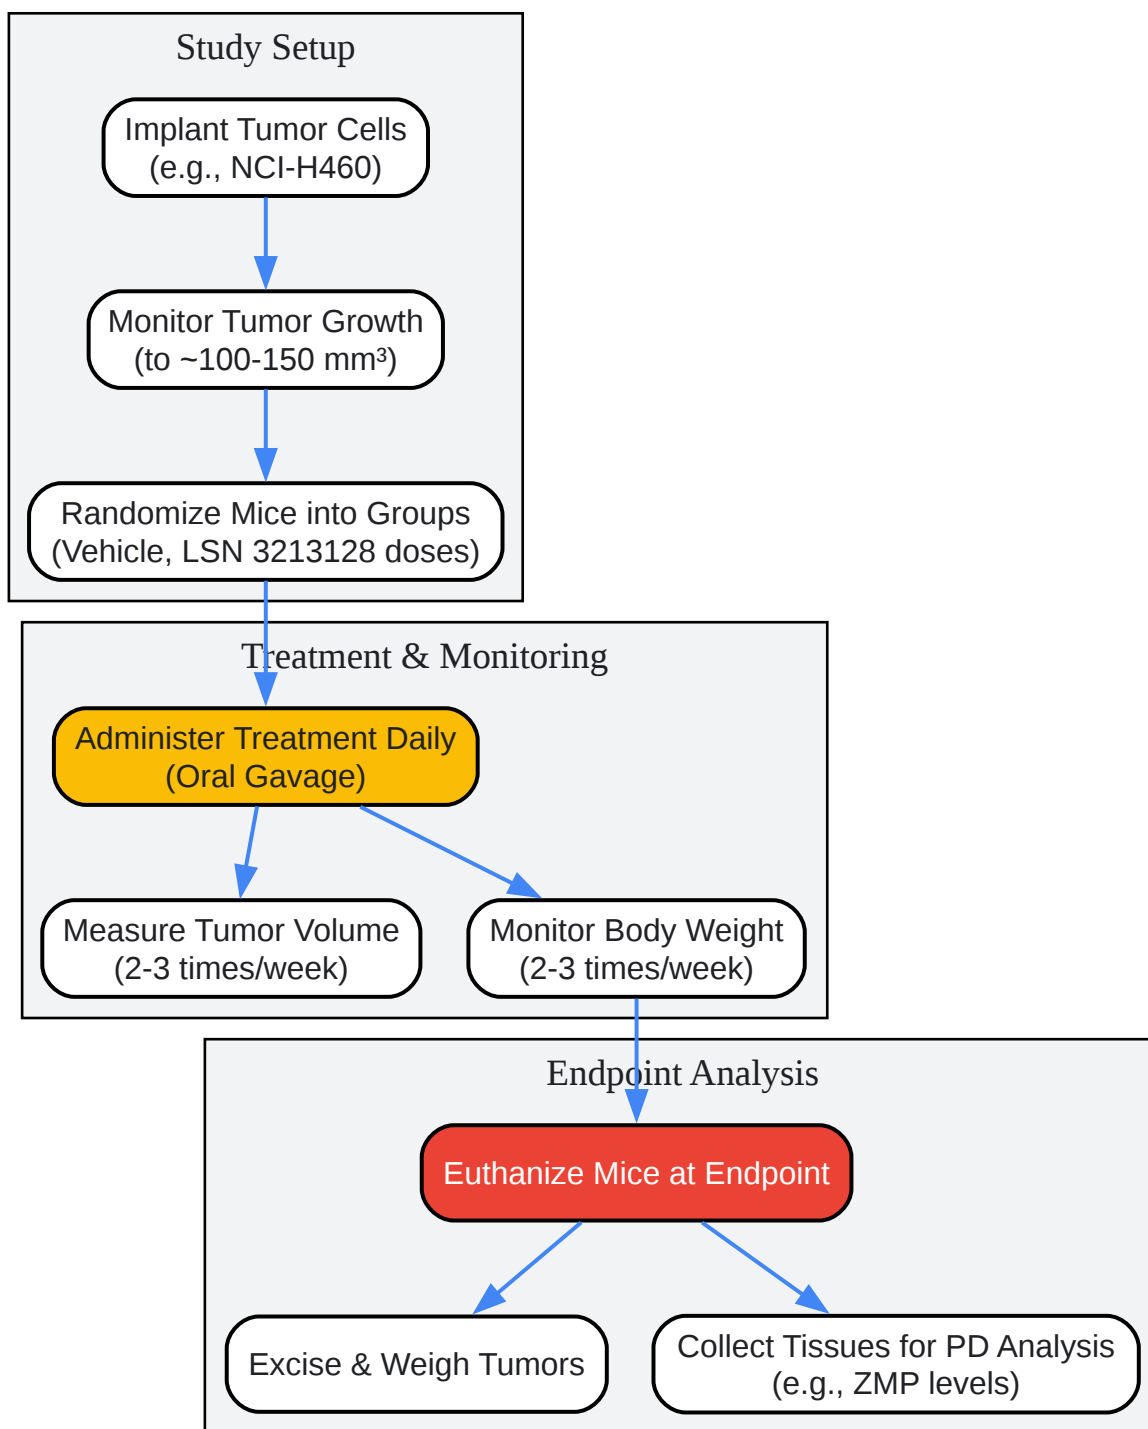 Study Setup
Implant Tumor Cells
(e.g., NCI-H460)
Monitor Tumor Growth
(to ~100-150 mm³)
Randomize Mice into Groups
(Vehicle, LSN 3213128 doses)
Treatment & Monitoring
Administer Treatment Daily
(Oral Gavage)
Measure Tumor Volume
(2-3 times/week)
Monitor Body Weight
(2-3 times/week)
Endpoint Analysis
Euthanize Mice at Endpoint
Excise & Weigh Tumors
Collect Tissues for PD Analysis
(e.g., ZMP levels)